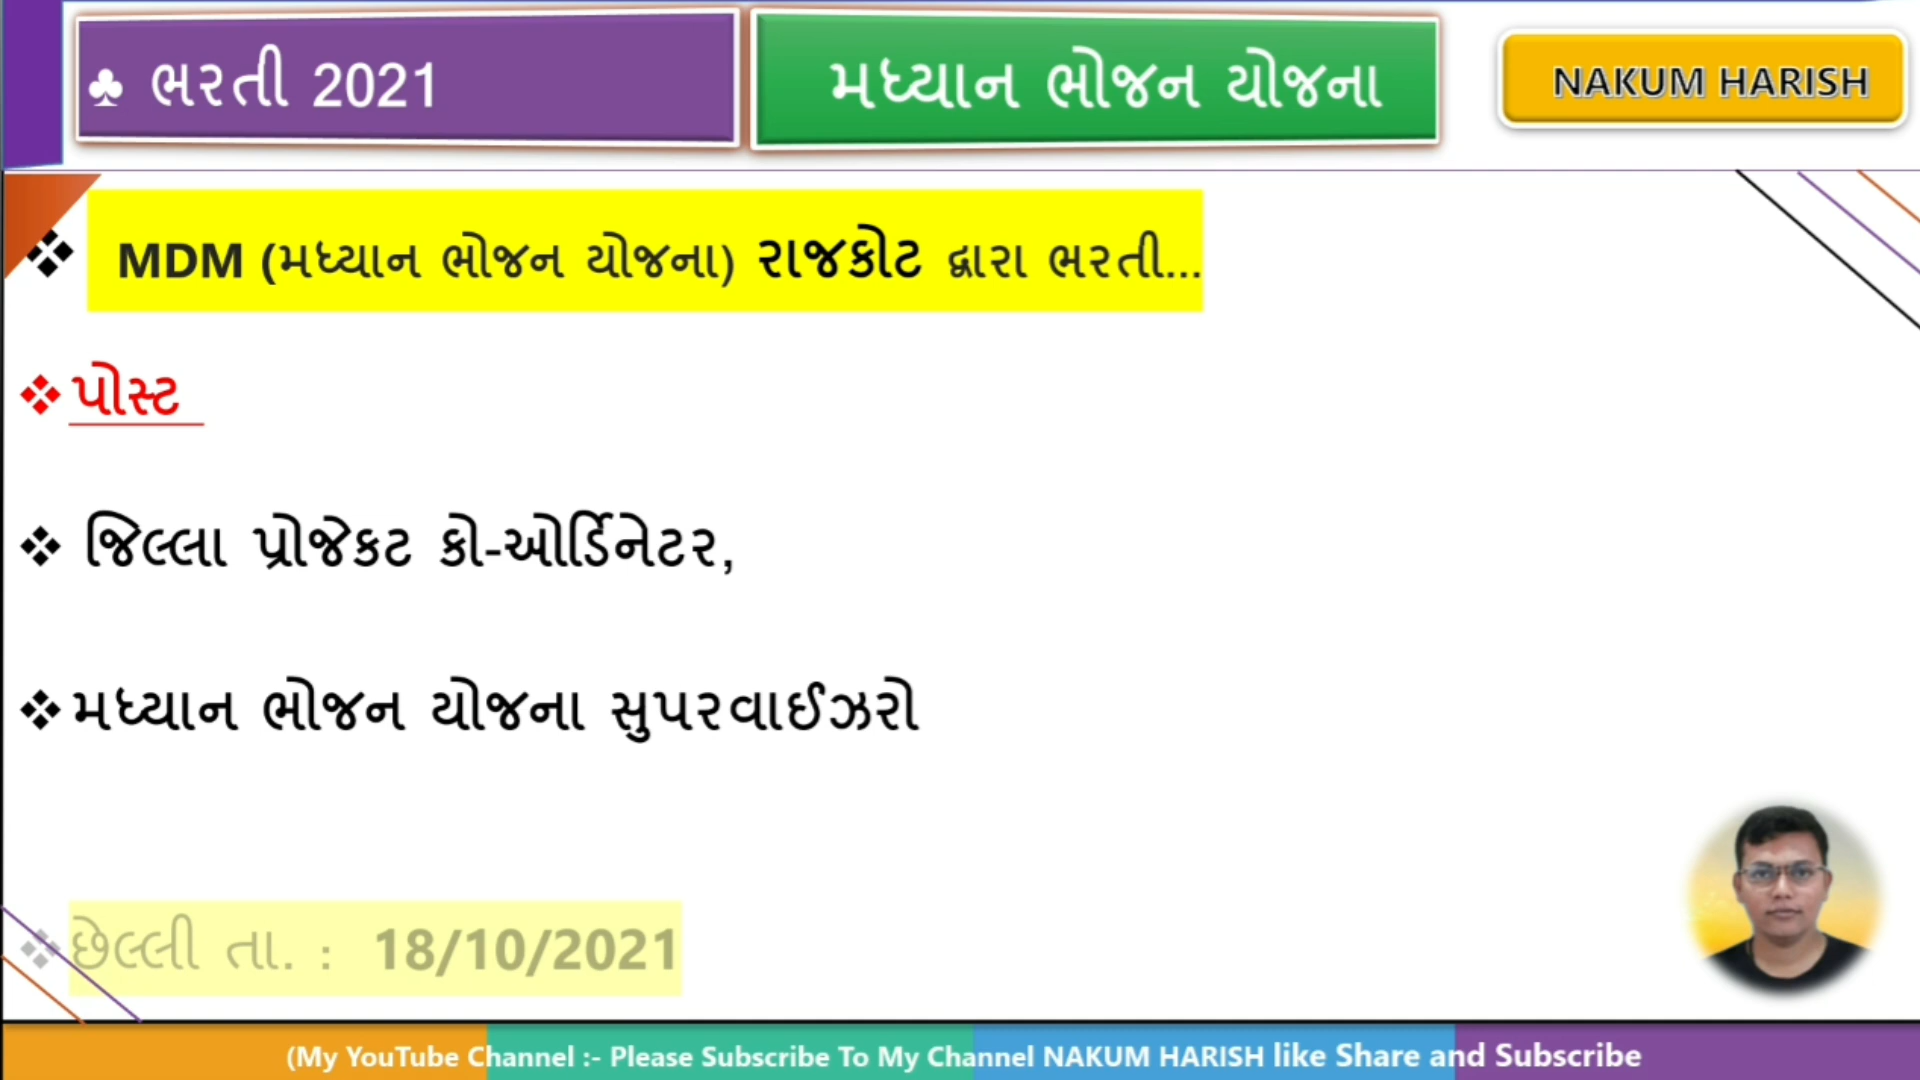 ♣ ભરતી 2021
મધ્યાન ભોજન યોજના
NAKUM HARISH
❖ MDM (મધ્યાન ભોજન યોજના) રાજકોટ દ્વારા ભરતી...
❖ પોસ્ટ
❖ જિલ્લા પ્રોજેકટ કો-ઓર્ડિનેટર,
❖ મધ્યાન ભોજન યોજના સુપરવાઈઝરો
❖ છેલ્લી તા. : 18/10/2021
(My YouTube Channel :- Please Subscribe To My Channel NAKUM HARISH like Share and Subscribe